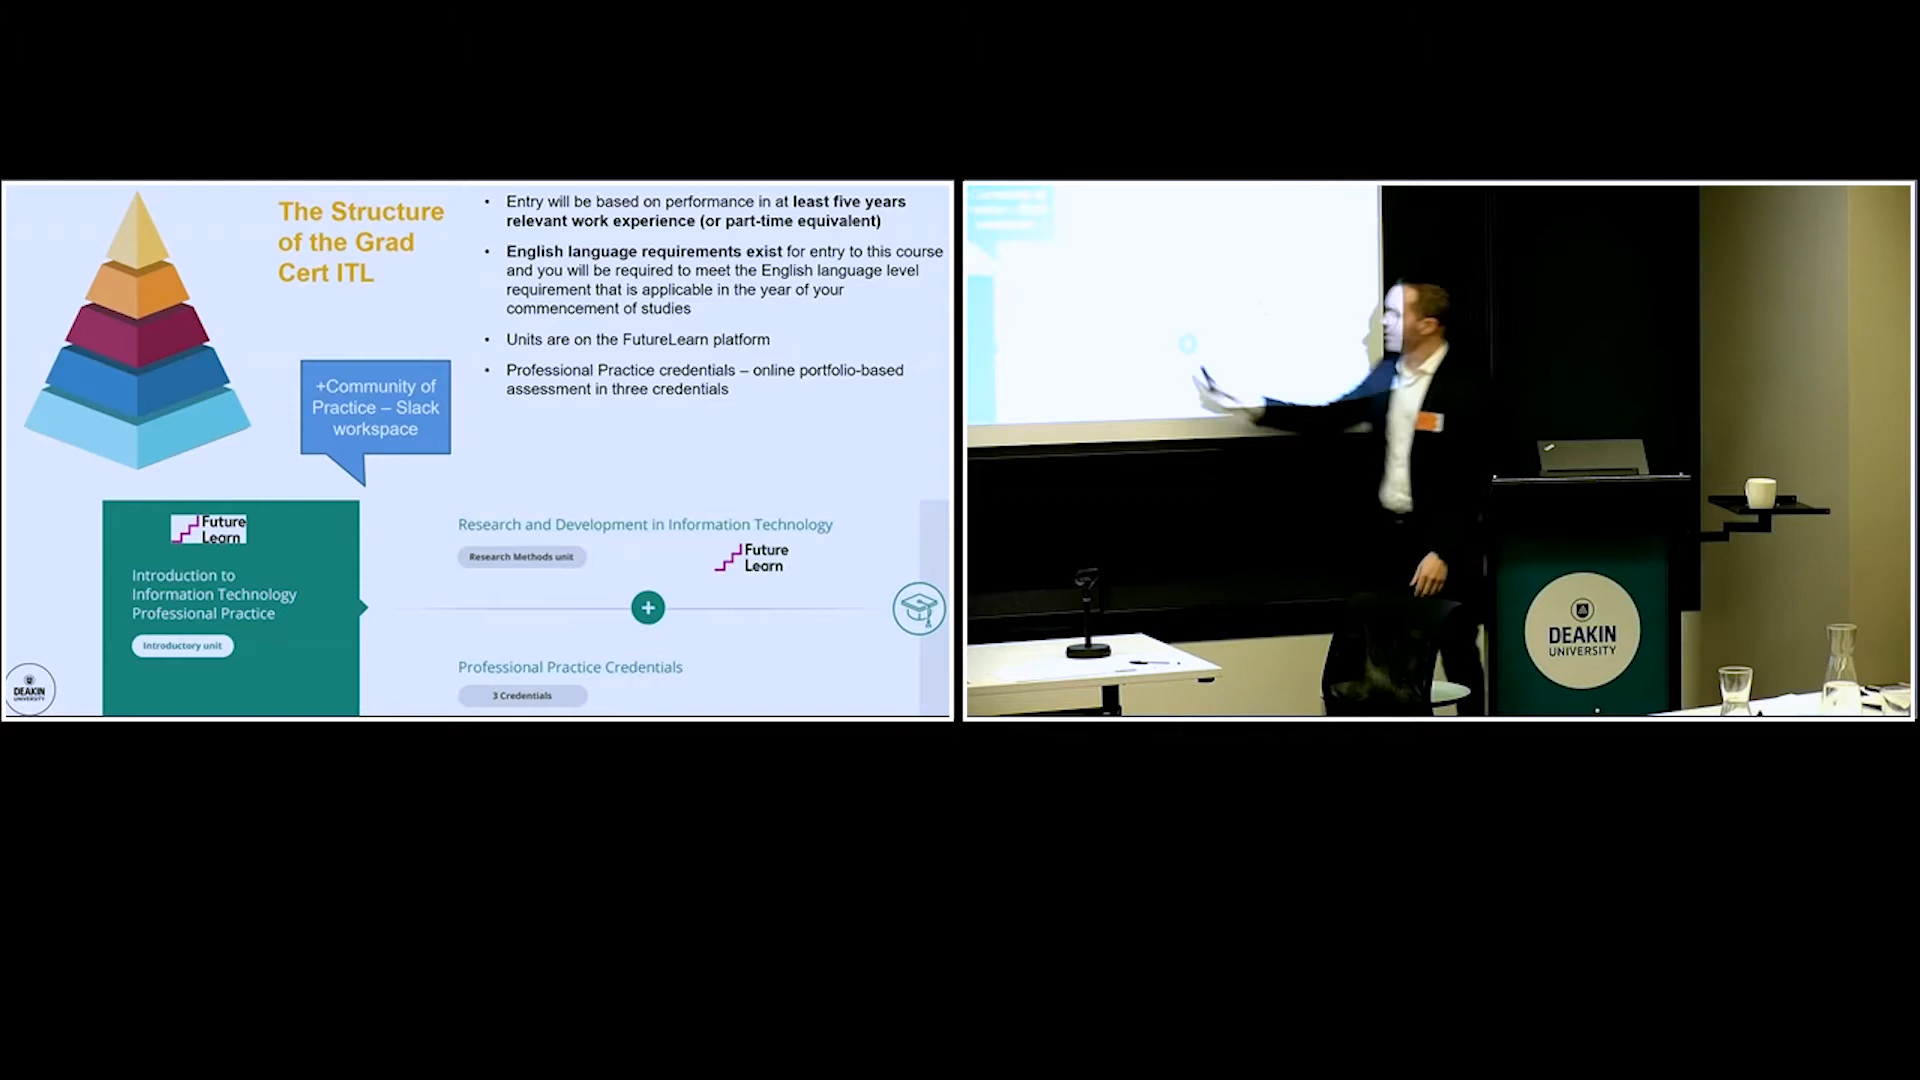 The Structure
of the Grad
Cert ITL
• Entry will be based on performance in at least five years
relevant work experience (or part-time equivalent)
• English language requirements exist for entry to this course
and you will be required to meet the English language level
requirement that is applicable in the year of your
commencement of studies
• Units are on the FutureLearn platform
• Professional Practice credentials – online portfolio-based
assessment in three credentials
+Community of
Practice – Slack
workspace
Future
Learn
Introduction to
Information Technology
Professional Practice
Introductory unit
Research and Development in Information Technology
Research Methods unit
Future
Learn
+
Professional Practice Credentials
3 Credentials
DEAKIN
UNIVERSITY
DEAKIN
UNIVERSITY